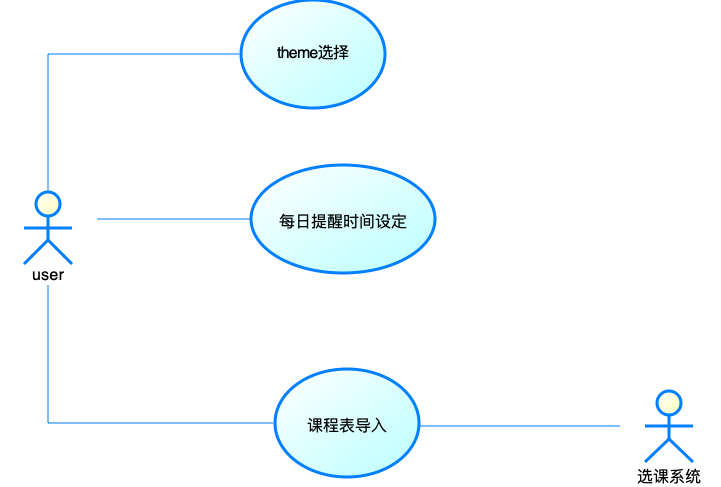 theme选择
每日提醒时间设定
user
课程表导入
选课系统